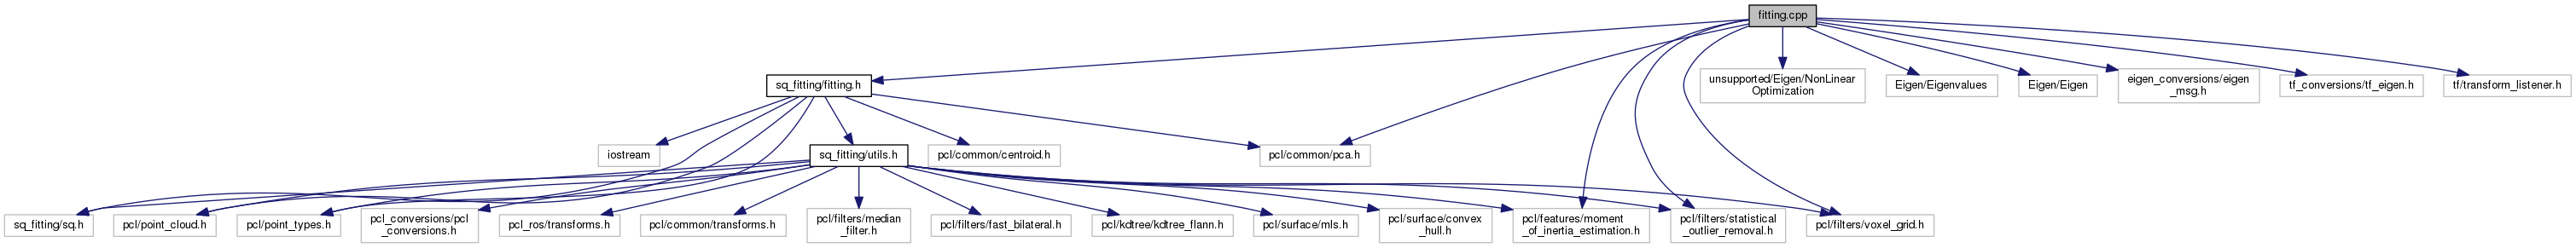 fitting.cpp
sq_fitting/fitting.h
unsupported/Eigen/NonLinear
Optimization
Eigen/Eigenvalues
Eigen/Eigen
eigen_conversions/eigen
_msg.h
tf_conversions/tf_eigen.h
tf/transform_listener.h
iostream
sq_fitting/utils.h
pcl/common/centroid.h
pcl/common/pca.h
sq_fitting/sq.h
pcl/point_cloud.h
pcl/point_types.h
pcl_conversions/pcl
_conversions.h
pcl_ros/transforms.h
pcl/common/transforms.h
pcl/filters/median
_filter.h
pcl/filters/fast_bilateral.h
pcl/kdtree/kdtree_flann.h
pcl/surface/mls.h
pcl/surface/convex
_hull.h
pcl/features/moment
_of_inertia_estimation.h
pcl/filters/statistical
_outlier_removal.h
pcl/filters/voxel_grid.h